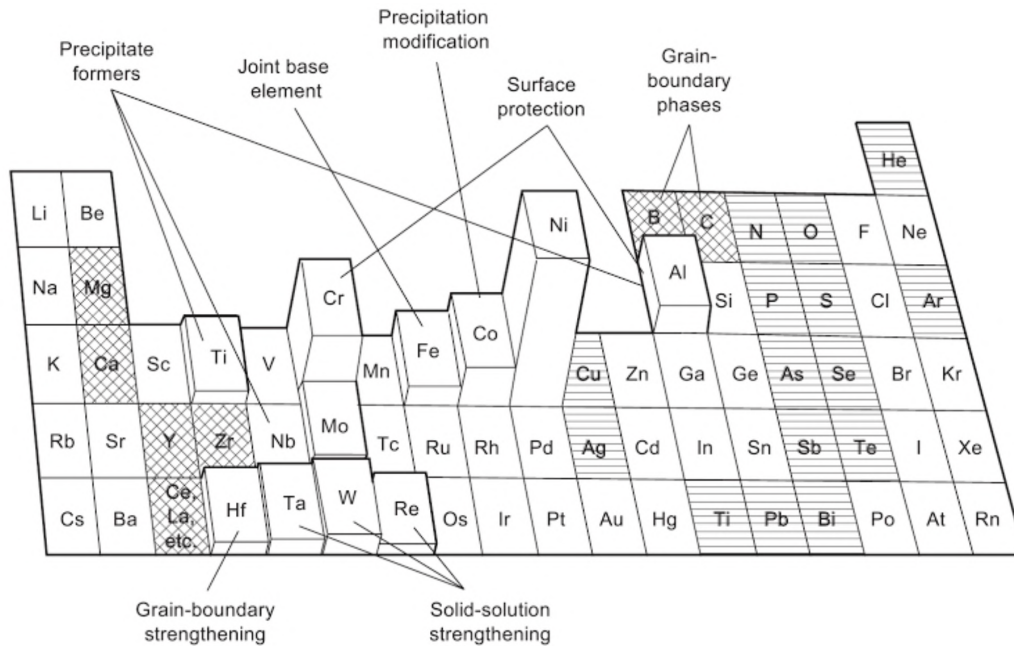 Precipitation
modification
Precipitate
formers
Joint base
element
Surface
protection
Grain-
boundary
phases
He
Li Be Ni B C N O F Ne
Na Mg Cr Al Si P S Cl Ar
K Ca Sc Ti V Mn Fe Co Cu Zn Ga Ge As Se Br Kr
Rb Sr Y Zr Nb Mo Tc Ru Rh Pd Ag Cd In Sn Sb Te I Xe
Cs Ba Ce,
La,
etc. Hf Ta W Re Os Ir Pt Au Hg Ti Pb Bi Po At Rn
Grain-boundary
strengthening
Solid-solution
strengthening